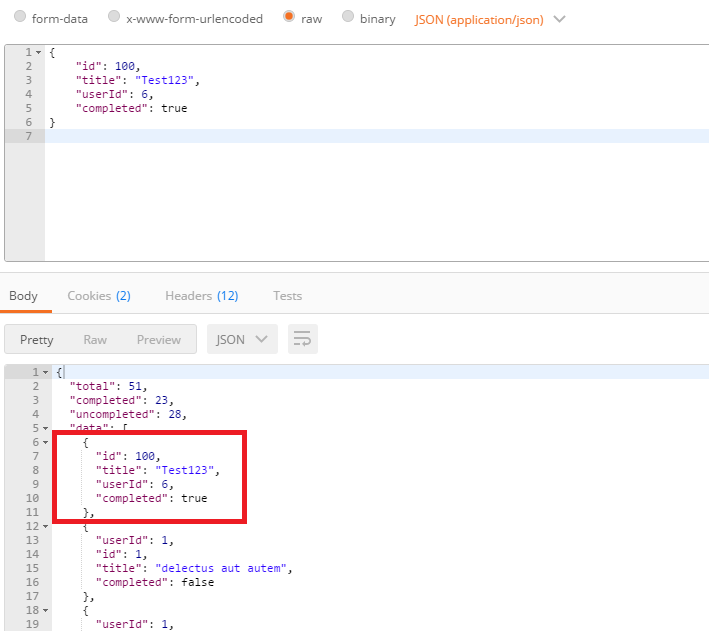 form-data x-www-form-urlencoded raw binary JSON (application/json)
1 {
2 "id": 100,
3 "title": "Test123",
4 "userId": 6,
5 "completed": true
6 }
7
Body Cookies (2) Headers (12) Tests
Pretty Raw Preview JSON
1 {
2 "total": 51,
3 "completed": 23,
4 "uncompleted": 28,
5 "data": [
6 {
7 "id": 100,
8 "title": "Test123",
9 "userId": 6,
10 "completed": true
11 },
12 {
13 "userId": 1,
14 "id": 1,
15 "title": "delectus aut autem",
16 "completed": false
17 },
18 {
19 "userId": 1,